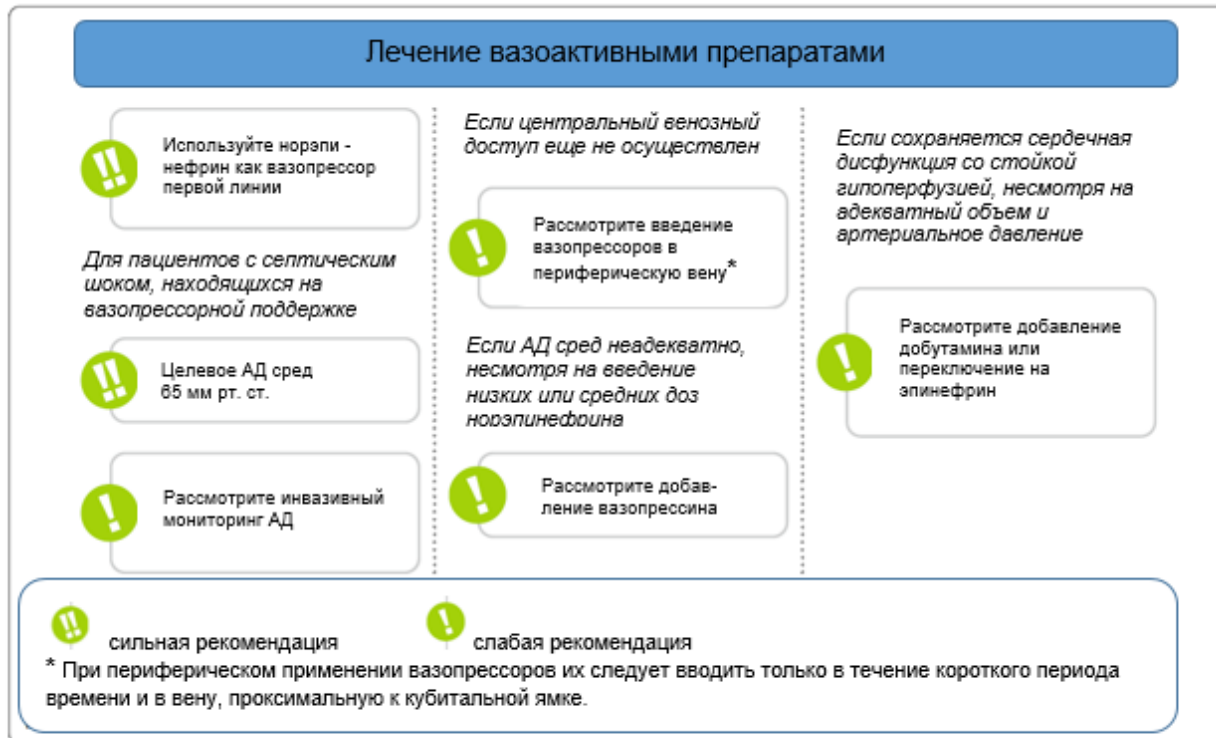 Лечение вазоактивными препаратами
Используйте норэпи -
нефрин как вазопрессор
первой линии
Для пациентов с септическим
шоком, находящихся на
вазопрессорной поддержке
Целевое АД сред
65 мм рт. ст.
Рассмотрите инвазивный
мониторинг АД
Если центральный венозный
доступ еще не осуществлен
Рассмотрите введение
вазопрессоров в
периферическую вену*
Если АД сред неадекватно,
несмотря на введение
низких или средних доз
норэпинефрина
Рассмотрите добав-
ление вазопрессина
Если сохраняется сердечная
дисфункция со стойкой
гипоперфузией, несмотря на
адекватный объем и
артериальное давление
Рассмотрите добавление
добутамина или
переключение на
эпинефрин
!! сильная рекомендация ! слабая рекомендация
* При периферическом применении вазопрессоров их следует вводить только в течение короткого периода
времени и в вену, проксимальную к кубитальной ямке.